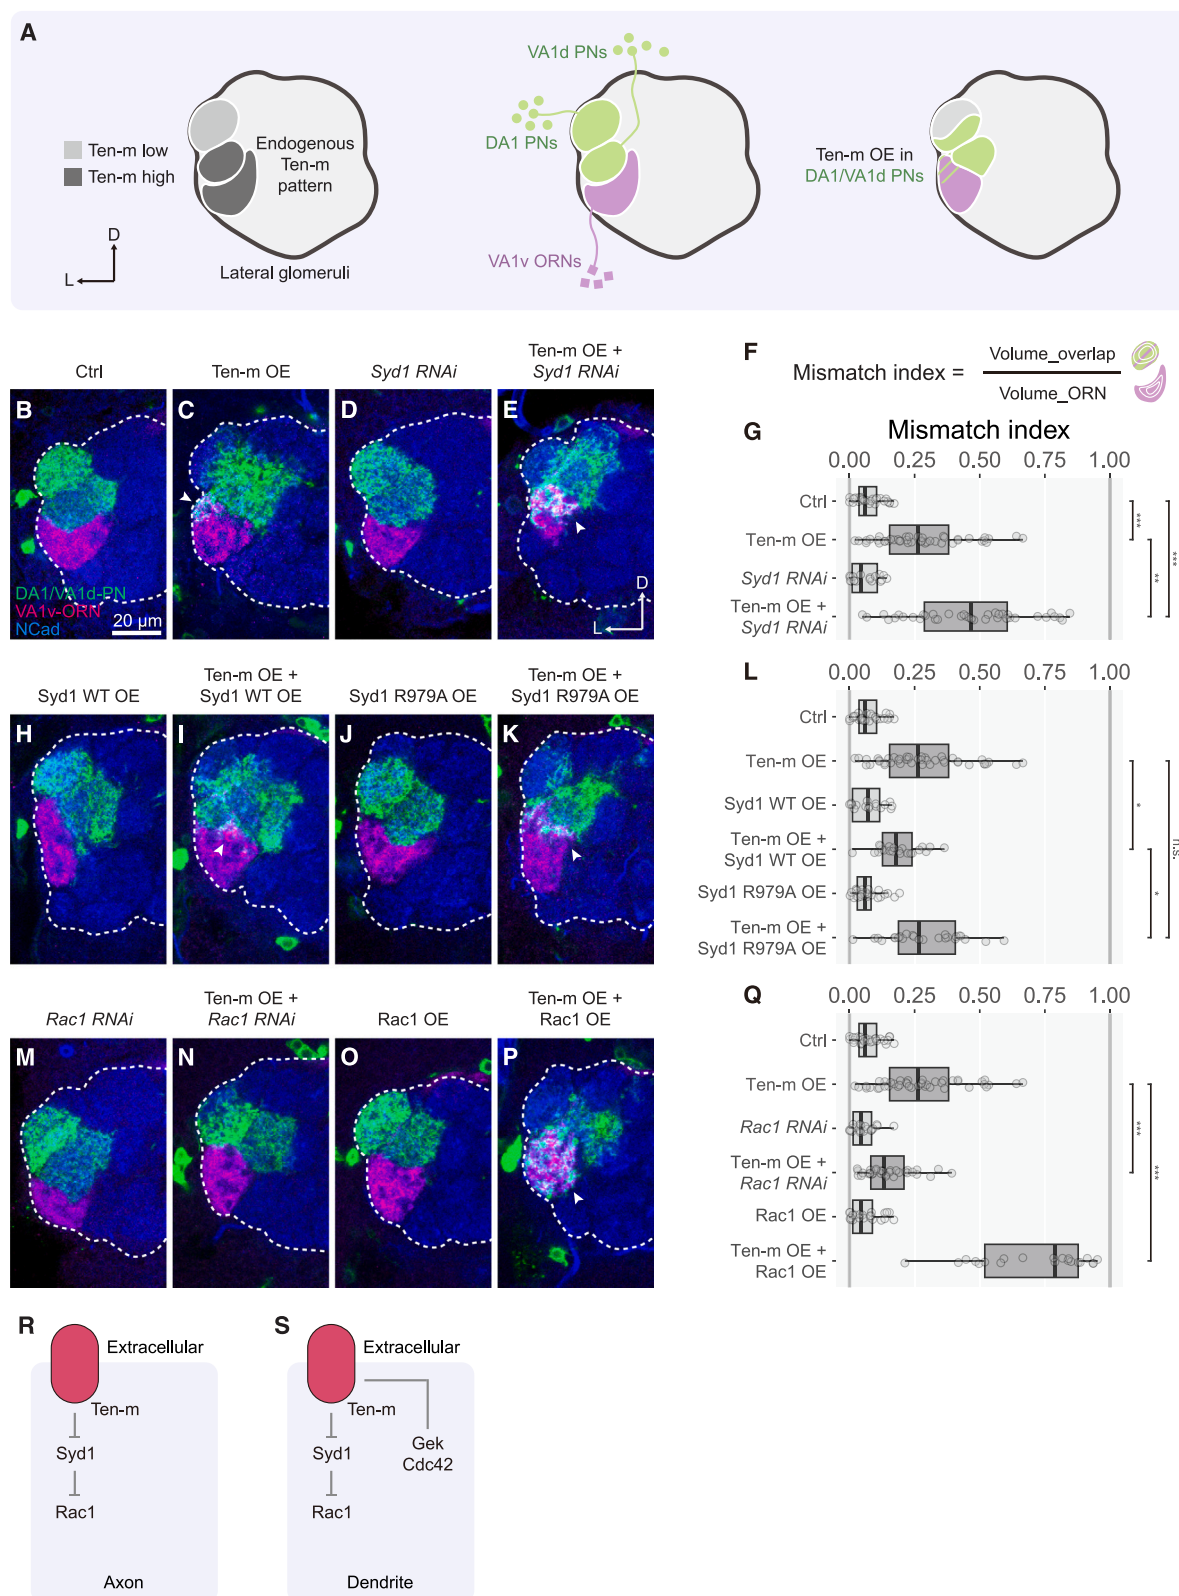 A
VA1d PNs
DA1 PNs
Ten-m low
Ten-m high
Endogenous
Ten-m
pattern
Ten-m OE in
DA1/VA1d PNs
D
L
Lateral glomeruli
VA1v ORNs
Ctrl
Ten-m OE
Syd1 RNAi
Ten-m OE +
Syd1 RNAi
B
C
D
E
DA1/VA1d-PN
VA1v-ORN
NCad
20 µm
D
L
F
Mismatch index =
Volume_overlap
Volume_ORN
G
Mismatch index
0.00 0.25 0.75 1.00
Ctrl
Ten-m OE
Syd1 RNAi
Ten-m OE +
Syd1 RNAi
***
**
***
Syd1 WT OE
Ten-m OE +
Syd1 WT OE
Syd1 R979A OE
Ten-m OE +
Syd1 R979A OE
H
I
J
K
L
0.00 0.25 0.75 1.00
Ctrl
Ten-m OE
Syd1 WT OE
Ten-m OE +
Syd1 WT OE
Syd1 R979A OE
Ten-m OE +
Syd1 R979A OE
*
*
n.s.
Rac1 RNAi
Ten-m OE +
Rac1 RNAi
Rac1 OE
Ten-m OE +
Rac1 OE
M
N
O
P
Q
0.00 0.25 0.75 1.00
Ctrl
Ten-m OE
Rac1 RNAi
Ten-m OE +
Rac1 RNAi
Rac1 OE
Ten-m OE +
Rac1 OE
***
***
R
Extracellular
Ten-m
Syd1
Rac1
Axon
S
Extracellular
Ten-m
Syd1
Gek
Cdc42
Rac1
Dendrite